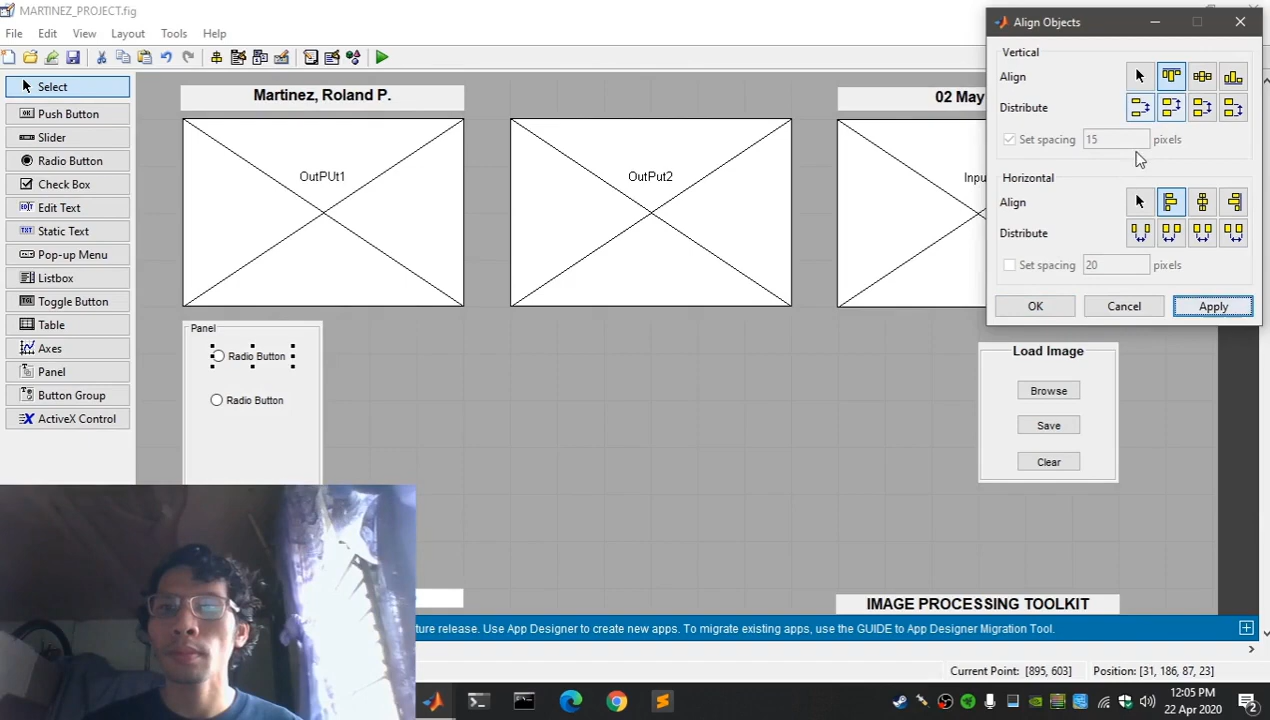 MARTINEZ_PROJECT.fig
Align Objects
File Edit View Layout Tools Help
Select
Push Button
Slider
Radio Button
Check Box
Edit Text
Static Text
Pop-up Menu
Listbox
Toggle Button
Table
Axes
Panel
Button Group
ActiveX Control
Martinez, Roland P.
02 May
OutPUt1
OutPut2
Inpu
Panel
Radio Button
Radio Button
Load Image
Browse
Save
Clear
IMAGE PROCESSING TOOLKIT
Vertical
Align
Distribute
Set spacing 15 pixels
Horizontal
Align
Distribute
Set spacing 20 pixels
OK Cancel Apply
ture release. Use App Designer to create new apps. To migrate existing apps, use the GUIDE to App Designer Migration Tool.
Current Point: [895, 603] Position: [31, 186, 87, 23]
12:05 PM
22 Apr 2020
2